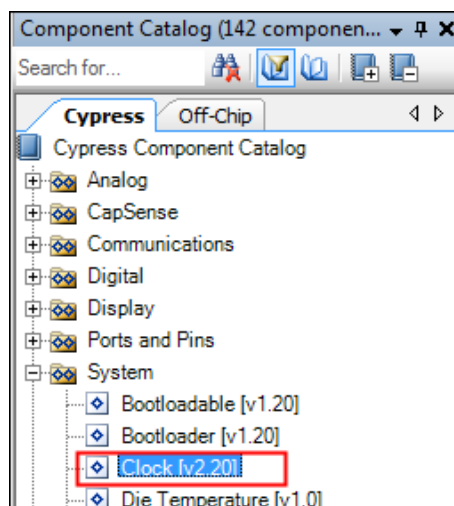 Component Catalog (142 componen...
Search for...
Cypress Off-Chip
Cypress Component Catalog
Analog
CapSense
Communications
Digital
Display
Ports and Pins
System
Bootloadable [v1.20]
Bootloader [v1.20]
Clock [v2.20]
Die Temperature [v1.0]